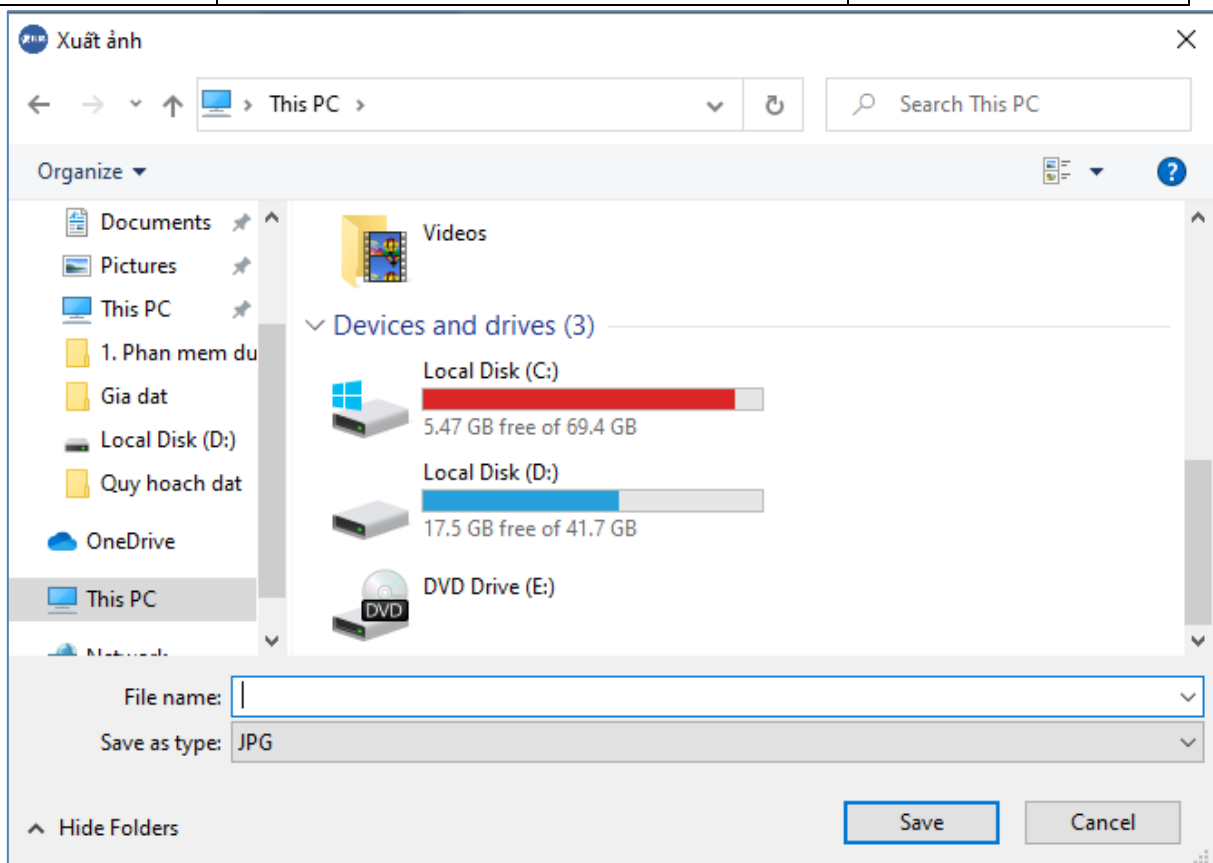 Xuất ảnh
This PC
Search This PC
Organize
Documents
Pictures
This PC
1. Phan mem du
Gia dat
Local Disk (D:)
Quy hoach dat
OneDrive
This PC
Network
Videos
Devices and drives (3)
Local Disk (C:)
5.47 GB free of 69.4 GB
Local Disk (D:)
17.5 GB free of 41.7 GB
DVD Drive (E:)
DVD
File name:
Save as type: JPG
Hide Folders
Save
Cancel